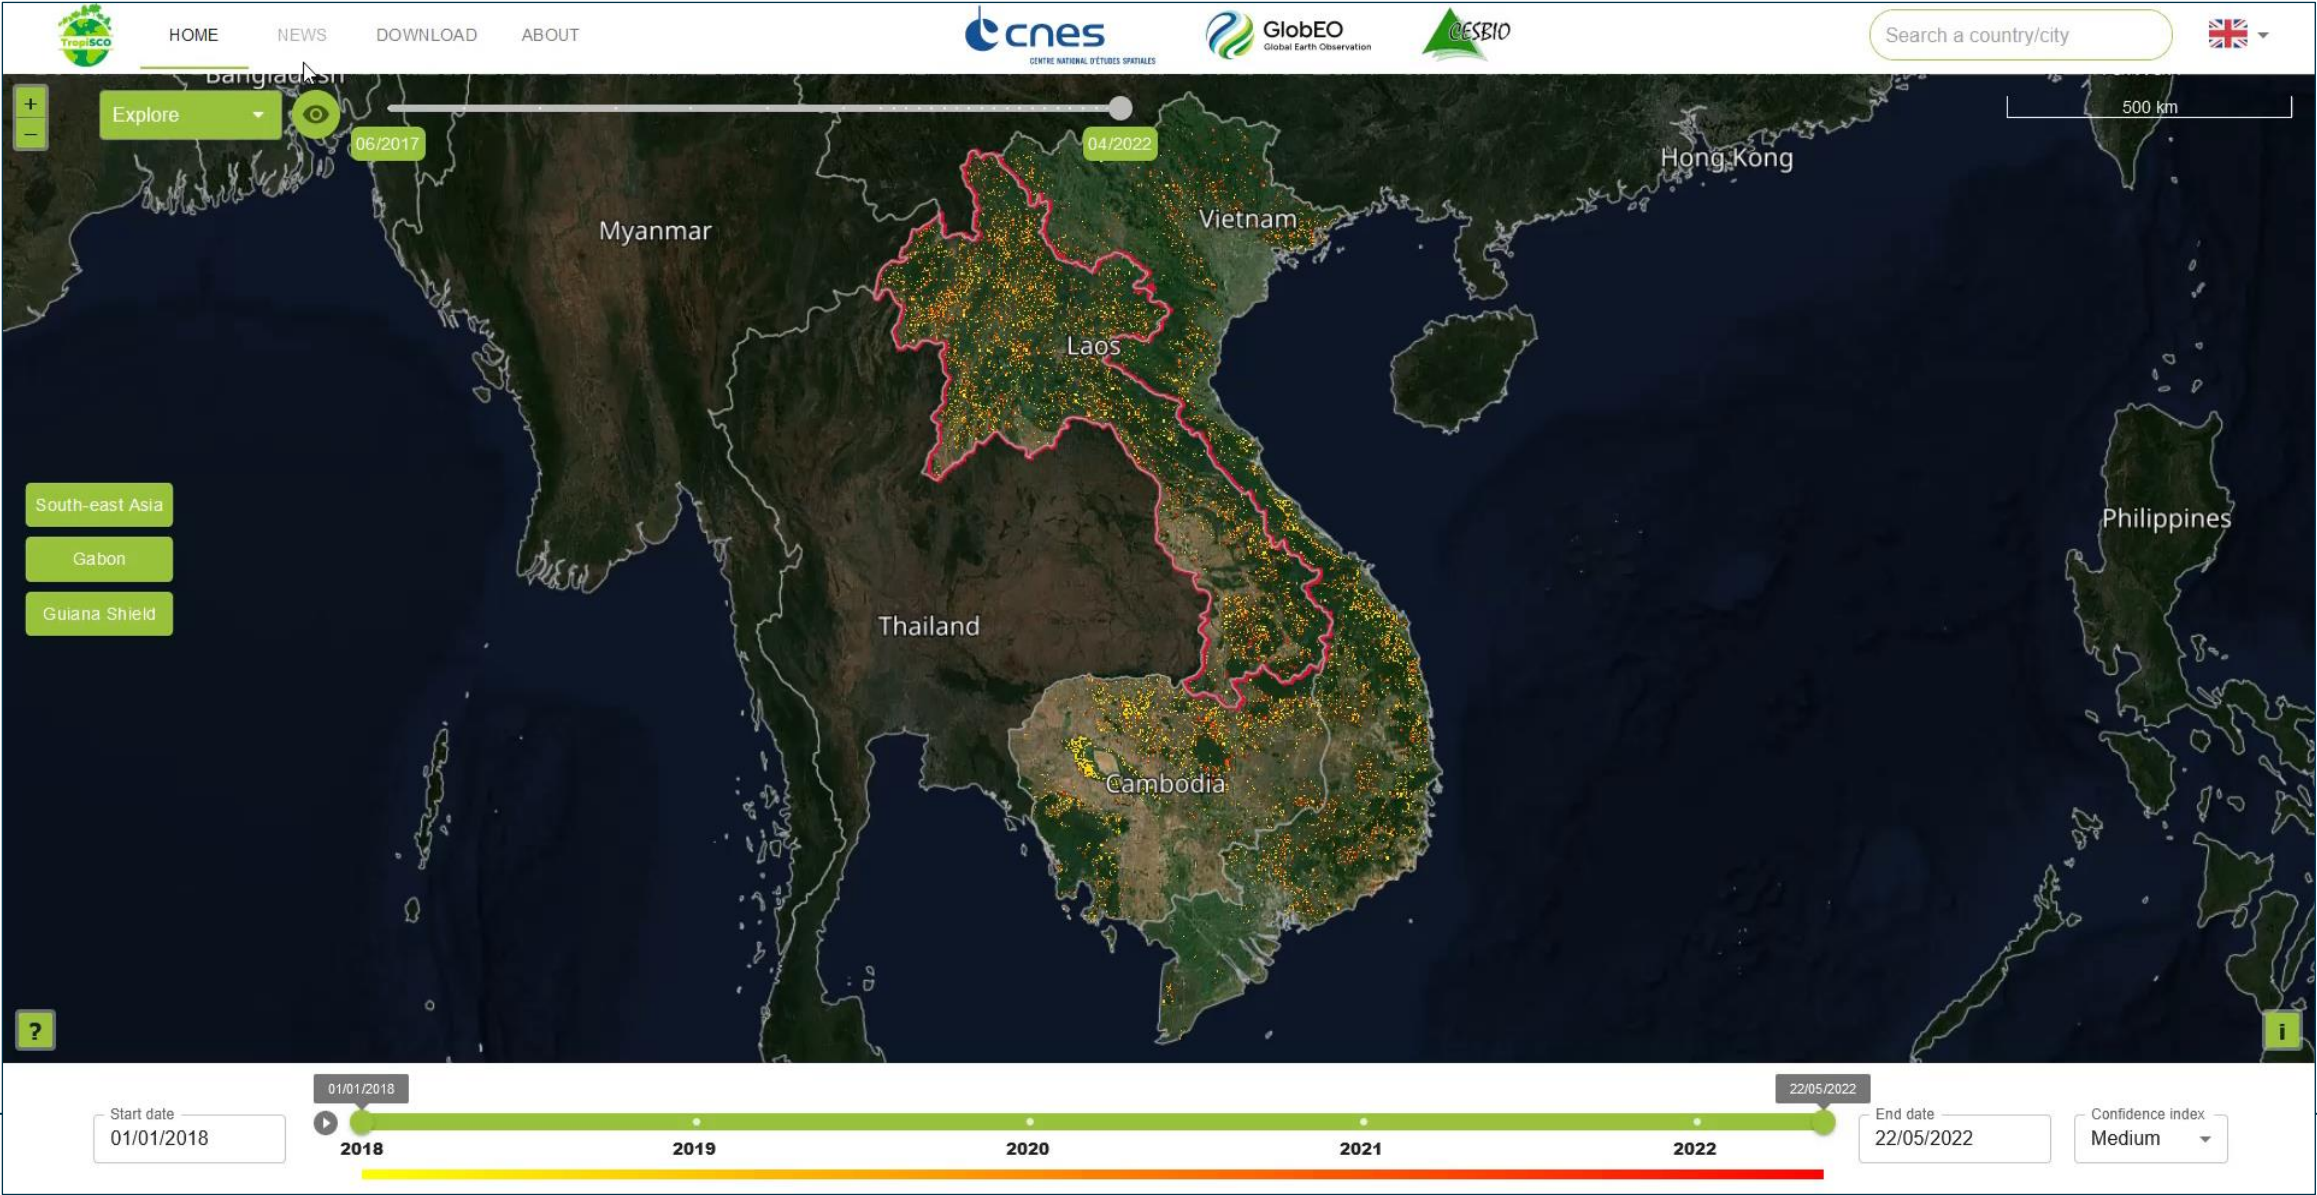 TropiSCO
HOME
NEWS
DOWNLOAD
ABOUT
cnes
CENTRE NATIONAL D'ÉTUDES SPATIALES
GlobEO
Global Earth Observation
CESBIO
Search a country/city
Bangladesh
+
−
Explore
06/2017
04/2022
500 km
Hong Kong
Myanmar
Vietnam
Laos
South-east Asia
Gabon
Guiana Shield
Philippines
Thailand
Cambodia
?
i
01/01/2018
22/05/2022
Start date
01/01/2018
End date
22/05/2022
Confidence index
Medium
2018
2019
2020
2021
2022